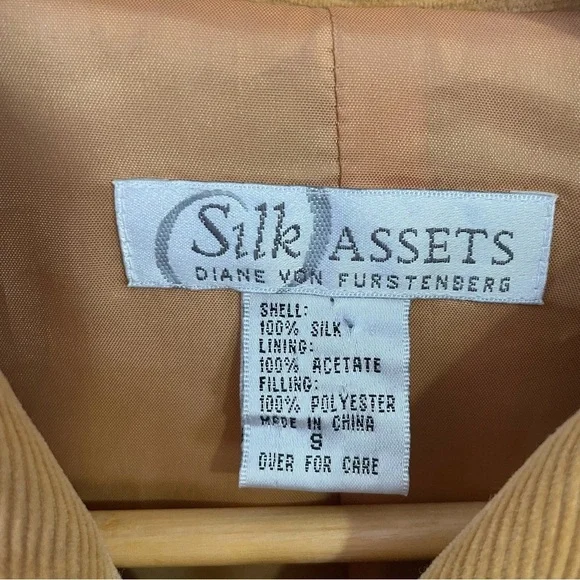 Silk ASSETS
DIANE VON FURSTENBERG
SHELL:
100% SILK
LINING:
100% ACETATE
FILLING:
100% POLYESTER
MADE IN CHINA
S
OVER FOR CARE